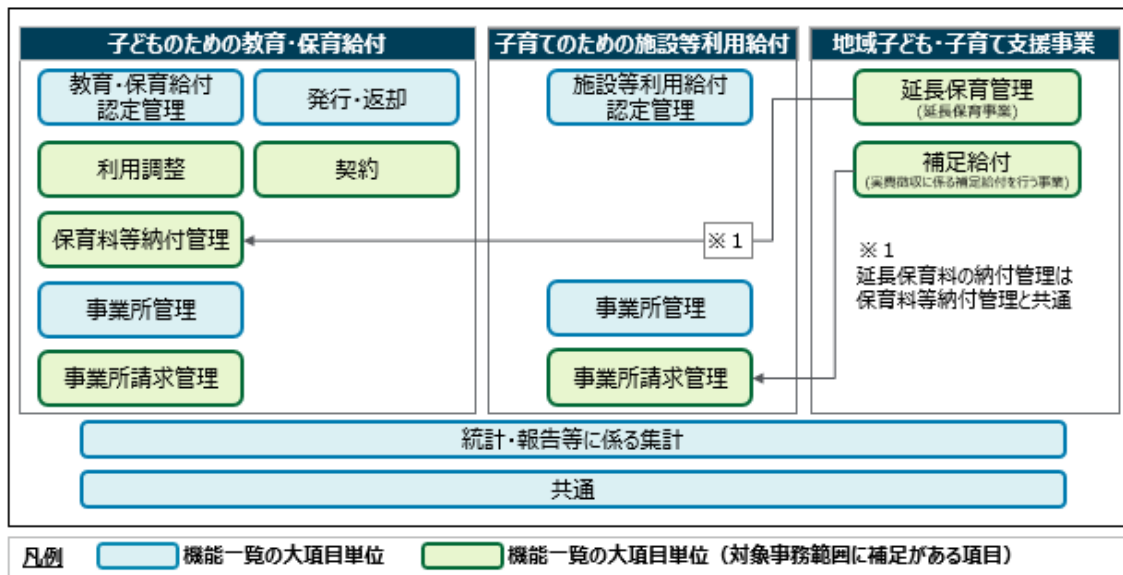 子どものための教育・保育給付
教育・保育給付
認定管理
発行・返却
利用調整
契約
保育料等納付管理
事業所管理
事業所請求管理
子育てのための施設等利用給付
施設等利用給付
認定管理
※1
事業所管理
事業所請求管理
地域子ども・子育て支援事業
延長保育管理
(延長保育事業)
補足給付
(実費徴収に係る補足給付を行う事業)
※1
延長保育料の納付管理は
保育料等納付管理と共通
統計・報告等に係る集計
共通
凡例
機能一覧の大項目単位
機能一覧の大項目単位（対象事務範囲に補足がある項目）